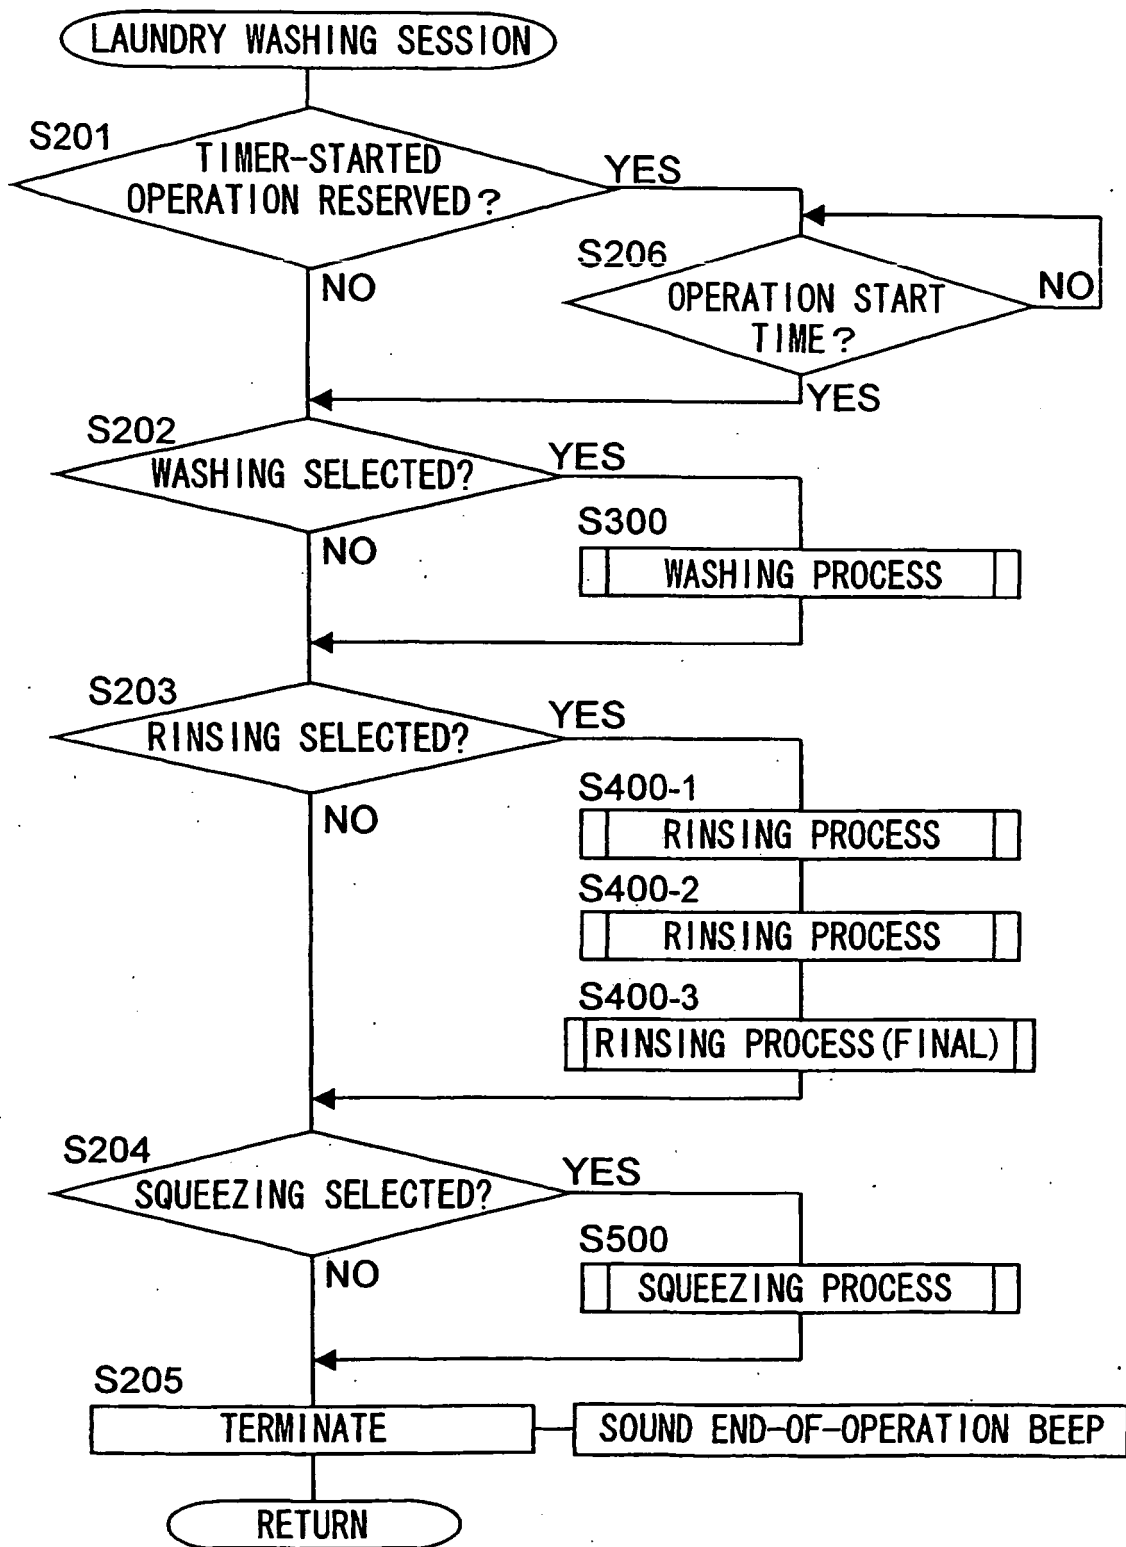 LAUNDRY WASHING SESSION
S201
TIMER-STARTED
OPERATION RESERVED?
YES
NO
S206
OPERATION START
TIME?
NO
YES
S202
WASHING SELECTED?
YES
NO
S300
WASHING PROCESS
S203
RINSING SELECTED?
YES
NO
S400-1
RINSING PROCESS
S400-2
RINSING PROCESS
S400-3
RINSING PROCESS(FINAL)
S204
SQUEEZING SELECTED?
YES
NO
S500
SQUEEZING PROCESS
S205
TERMINATE
SOUND END-OF-OPERATION BEEP
RETURN